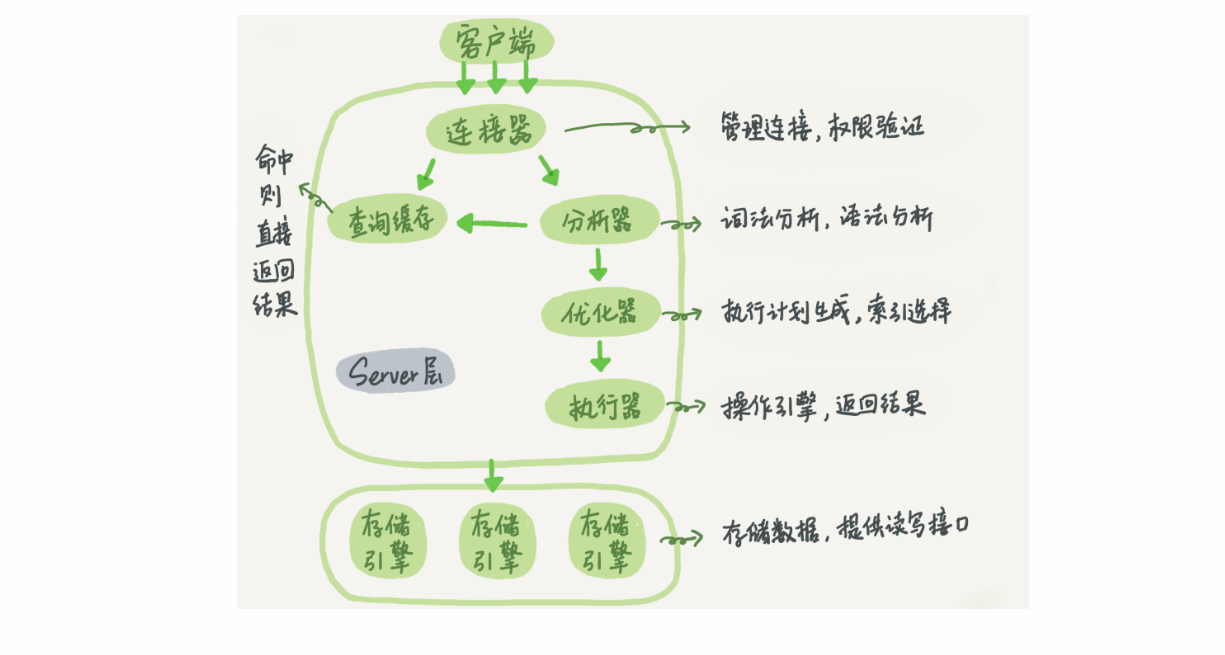 客户端
连接器
管理连接，权限验证
命中
则
直接
返回
结果
查询缓存
分析器
词法分析，语法分析
优化器
执行计划生成，索引选择
Server层
执行器
操作引擎，返回结果
存储
引擎
存储
引擎
存储
引擎
存储数据，提供读写接口